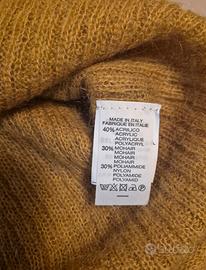 MADE IN ITALY
FABRIQUE EN ITALIE
40% ACRILICO
ACRYLIC
ACRYLIQUE
POLYACRYL
30% MOHAIR
MOHAIR
MOHAIR
MOHAIR
30% POLIAMMIDE
NYLON
POLYAMIDE
POLYAMID